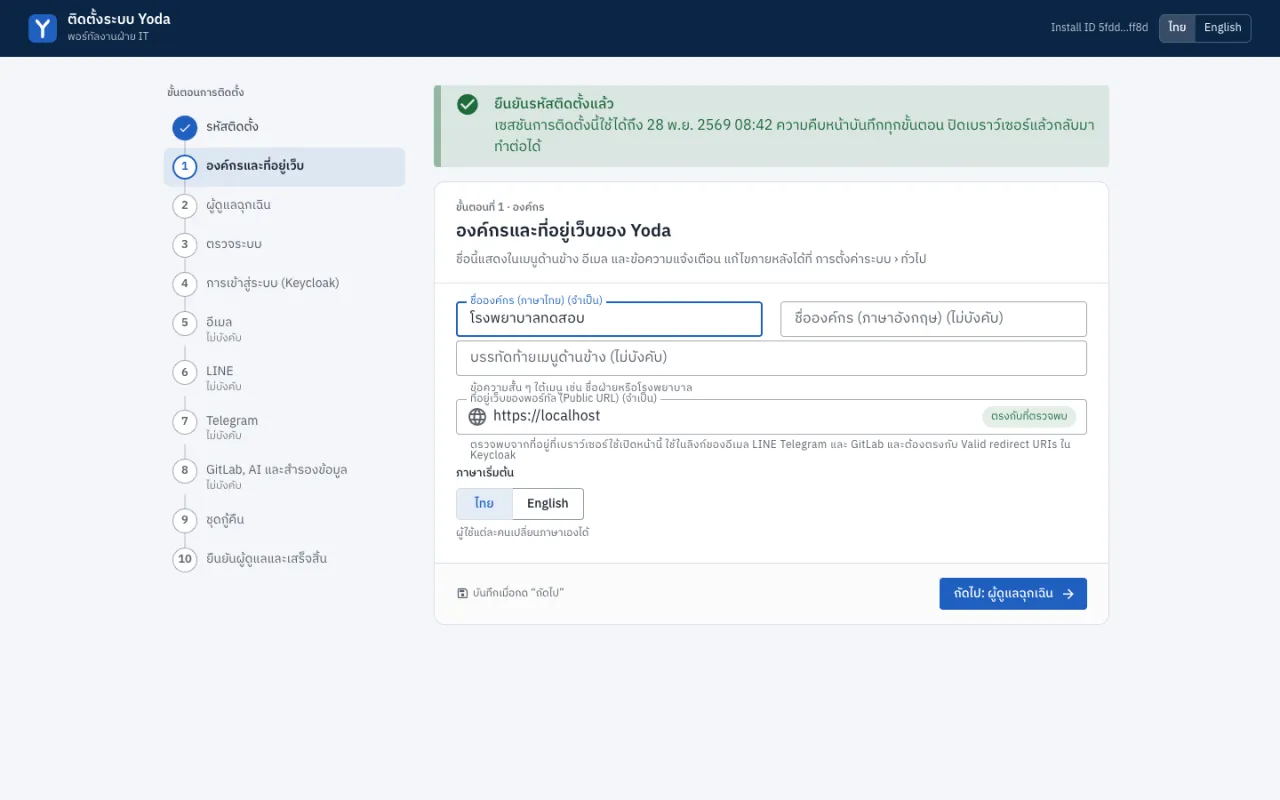 Y
ติดตั้งระบบ Yoda
พอร์ทัลงานฝ่าย IT
Install ID 5fdd...ff8d
ไทย
English
ขั้นตอนการติดตั้ง
รหัสติดตั้ง
1 องค์กรและที่อยู่เว็บ
2 ผู้ดูแลฉุกเฉิน
3 ตรวจระบบ
4 การเข้าสู่ระบบ (Keycloak)
5 อีเมล
ไม่บังคับ
6 LINE
ไม่บังคับ
7 Telegram
ไม่บังคับ
8 GitLab, AI และสำรองข้อมูล
ไม่บังคับ
9 ชุดกู้คืน
10 ยืนยันผู้ดูแลและเสร็จสิ้น
ยืนยันรหัสติดตั้งแล้ว
เซสชันการติดตั้งนี้ใช้ได้ถึง 28 พ.ย. 2569 08:42 ความคืบหน้าบันทึกทุกขั้นตอน ปิดเบราว์เซอร์แล้วกลับมา
ทำต่อได้
ขั้นตอนที่ 1 · องค์กร
องค์กรและที่อยู่เว็บของ Yoda
ชื่อนี้แสดงในเมนูด้านข้าง อีเมล และข้อความแจ้งเตือน แก้ไขภายหลังได้ที่ การตั้งค่าระบบ › ทั่วไป
ชื่อองค์กร (ภาษาไทย) (จำเป็น)
โรงพยาบาลทดสอบ
ชื่อองค์กร (ภาษาอังกฤษ) (ไม่บังคับ)
บรรทัดท้ายเมนูด้านข้าง (ไม่บังคับ)
ข้อความสั้น ๆ ใต้เมนู เช่น ชื่อฝ่ายหรือโรงพยาบาล
ที่อยู่เว็บของพอร์ทัล (Public URL) (จำเป็น)
https://localhost
ตรงกับที่ตรวจพบ
ตรวจพบจากที่อยู่ที่เบราว์เซอร์ใช้เปิดหน้านี้ ใช้ในลิงก์ของอีเมล LINE Telegram และ GitLab และต้องตรงกับ Valid redirect URIs ใน
Keycloak
ภาษาเริ่มต้น
ไทย
English
ผู้ใช้แต่ละคนเปลี่ยนภาษาเองได้
บันทึกเมื่อกด “ถัดไป”
ถัดไป: ผู้ดูแลฉุกเฉิน